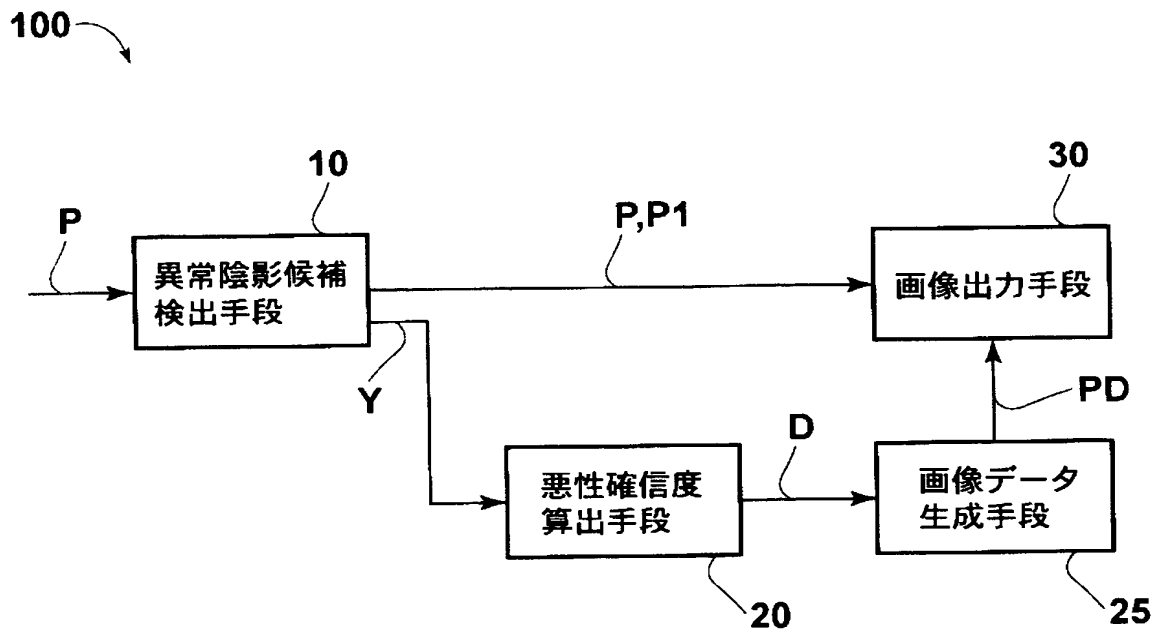 100
10
30
P
P,P1
異常陰影候補
検出手段
画像出力手段
Y
PD
D
悪性確信度
算出手段
画像データ
生成手段
20
25